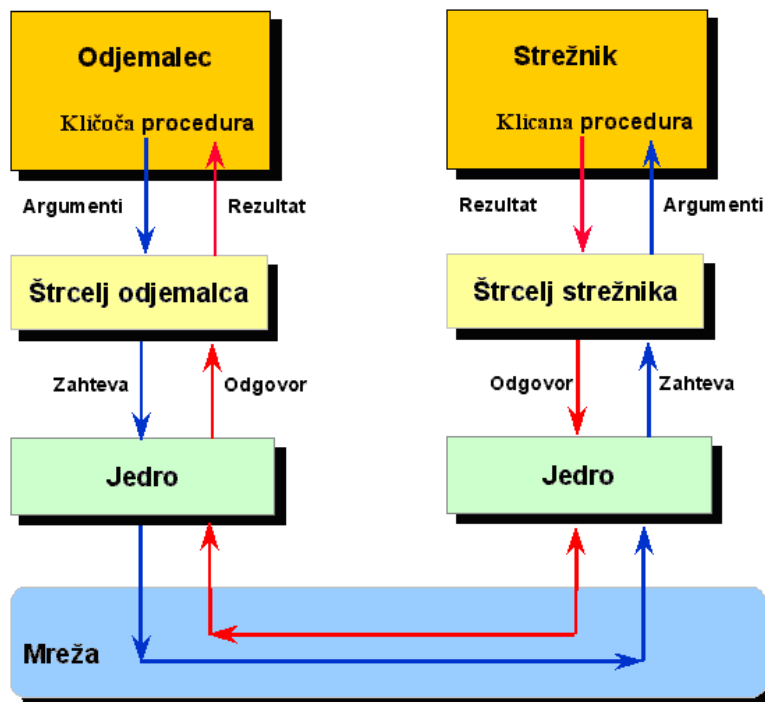 Odjemalec
Kličoča procedura
Argumenti
Rezultat
Štrcelj odjemalca
Zahteva
Odgovor
Jedro
Strežnik
Klicana procedura
Rezultat
Argumenti
Štrcelj strežnika
Odgovor
Zahteva
Jedro
Mreža